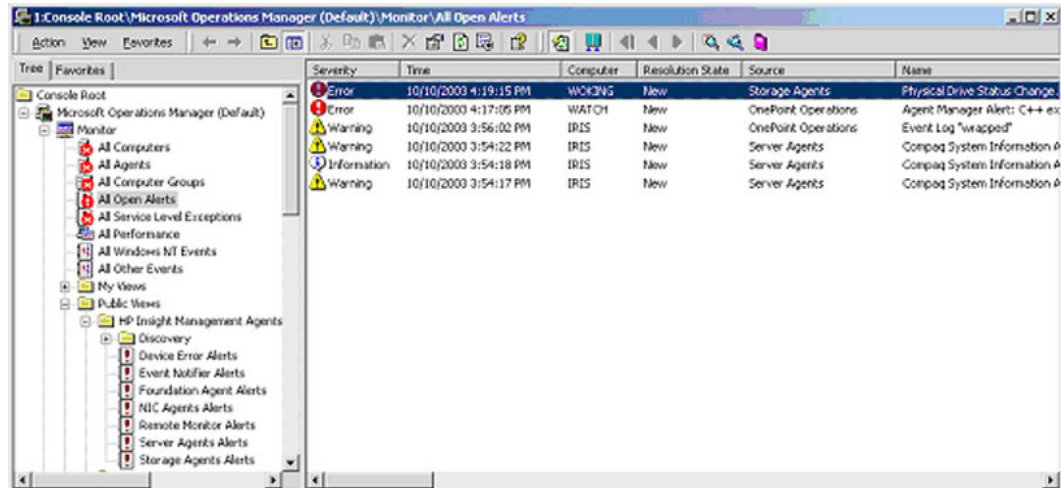 1:Console Root\Microsoft Operations Manager (Default)\Monitor\All Open Alerts
Action View Favorites
Tree Favorites
Console Root
Microsoft Operations Manager (Default)
Monitor
All Computers
All Agents
All Computer Groups
All Open Alerts
All Service Level Exceptions
All Performance
All Windows NT Events
All Other Events
My Views
Public Views
HP Insight Management Agents
Discovery
Device Error Alerts
Event Notifier Alerts
Foundation Agent Alerts
NIC Agents Alerts
Remote Monitor Alerts
Server Agents Alerts
Storage Agents Alerts
Severity Time Computer Resolution State Source Name
Error 10/10/2003 4:19:15 PM WOKING New Storage Agents Physical Drive Status Change.
Error 10/10/2003 4:17:05 PM WATCH New OnePoint Operations Agent Manager Alert: C++ ex
Warning 10/10/2003 3:56:02 PM IRIS New OnePoint Operations Event Log "wrapped"
Warning 10/10/2003 3:54:22 PM IRIS New Server Agents Compaq System Information A
Information 10/10/2003 3:54:18 PM IRIS New Server Agents Compaq System Information A
Warning 10/10/2003 3:54:17 PM IRIS New Server Agents Compaq System Information A